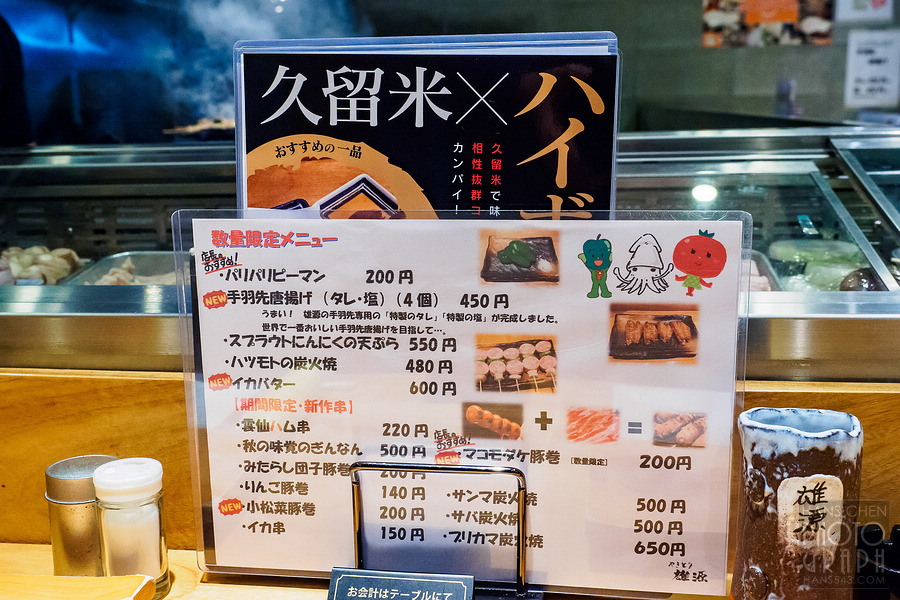 久留米×ハイボ
おすすめの一品
久留米で味
相性抜群コ
カンパイ！
数量限定メニュー
店長の
おすすめ！
・パリパリピーマン 200円
NEW 手羽先唐揚げ（タレ・塩）（4個） 450円
うまい！ 雄源の手羽先専用の「特製のタレ」「特製の塩」が完成しました。
世界で一番おいしい手羽先唐揚げを目指して…。
・スプラウトにんにくの天ぷら 550円
・ハツモトの炭火焼 480円
NEW イカバター 600円
【期間限定・新作串】
・雲仙ハム串 220円
・秋の味覚のぎんなん 500円
・みたらし団子豚巻 200円
・りんご豚巻 140円
NEW ・小松菜豚巻 200円
・イカ串 150円
+ =
店長の
おすすめ！
NEW ・マコモダケ豚巻 【数量限定】 200円
・サンマ炭火焼 500円
・サバ炭火焼 500円
・ブリカマ炭火焼 650円
やきとり
雄源
雄源
お会計はテーブルにて
HANS CHEN
PHOTO
GRAPH
HANS543.COM